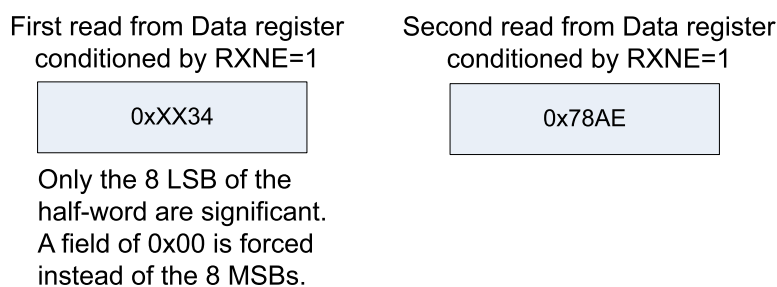 First read from Data register
conditioned by RXNE=1
0xXX34
Only the 8 LSB of the
half-word are significant.
A field of 0x00 is forced
instead of the 8 MSBs.
Second read from Data register
conditioned by RXNE=1
0x78AE